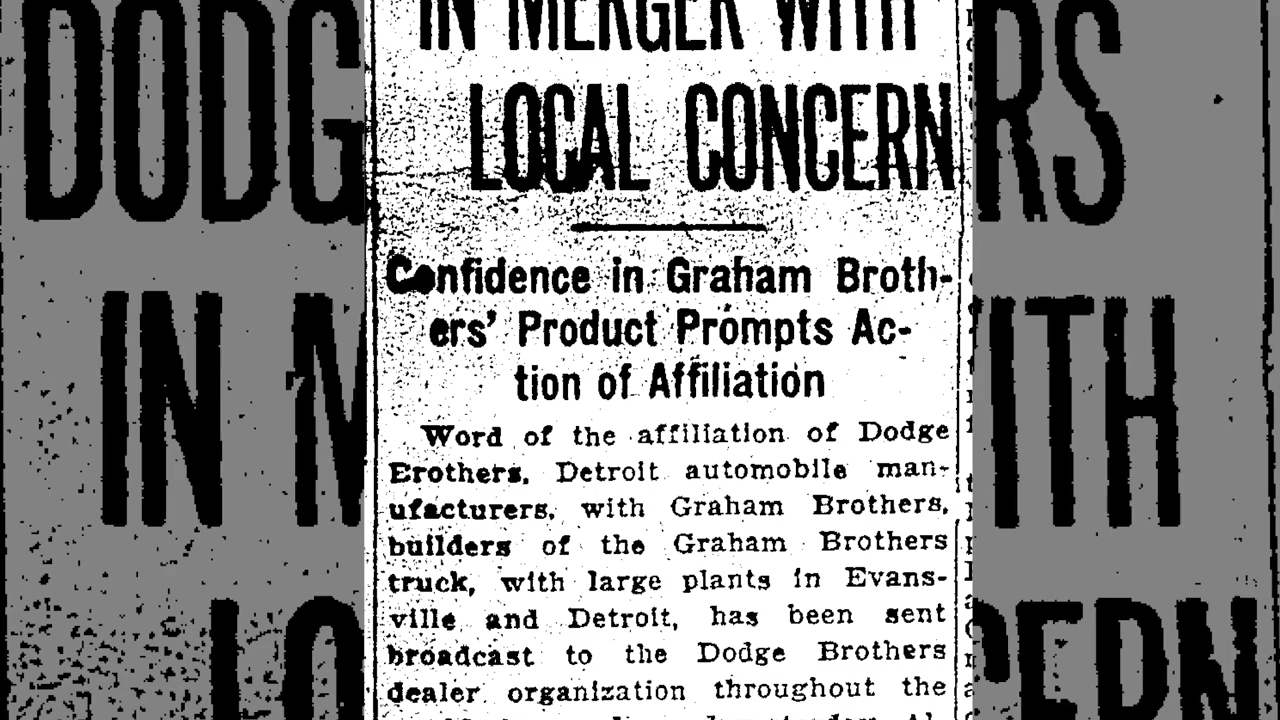 IN MERGER WITH
LOCAL CONCERN
Confidence in Graham Broth-
ers' Product Prompts Ac-
tion of Affiliation
Word of the affiliation of Dodge
Brothers, Detroit automobile man-
ufacturers, with Graham Brothers,
builders of the Graham Brothers
truck, with large plants in Evans-
ville and Detroit, has been sent
broadcast to the Dodge Brothers
dealer organization throughout the